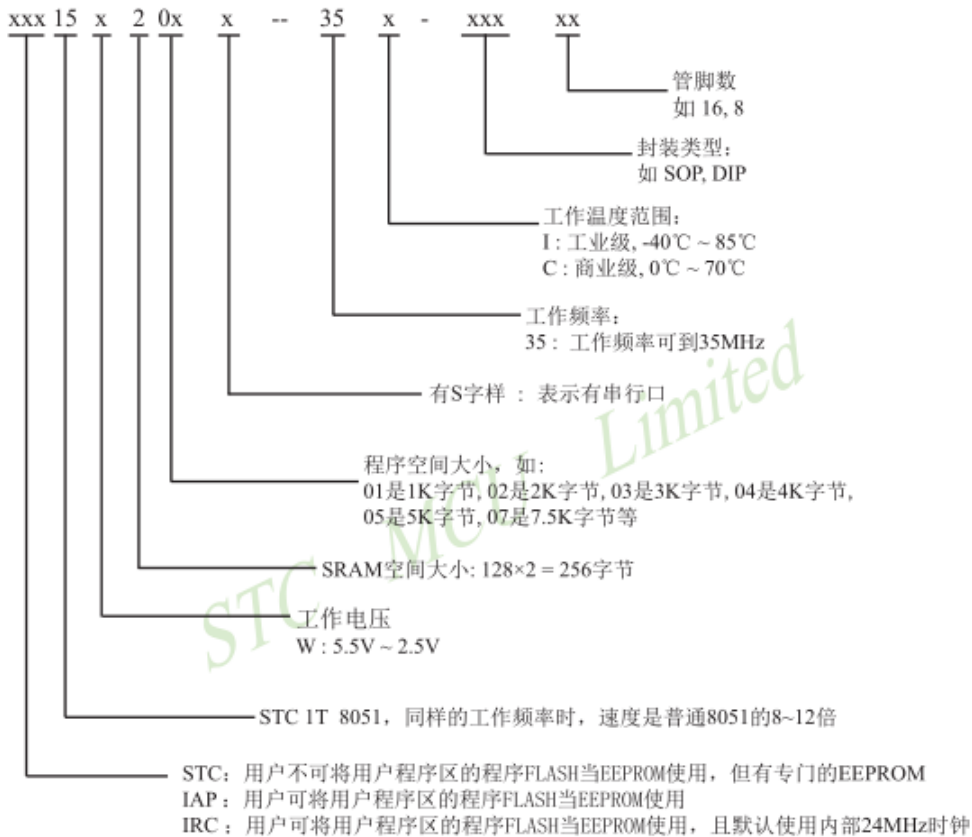 xxx 15 x 2 0x x -- 35 x - xxx xx
管脚数
如 16, 8
封装类型：
如 SOP, DIP
工作温度范围：
I : 工业级, -40℃ ~ 85℃
C : 商业级, 0℃ ~ 70℃
工作频率：
35 : 工作频率可到35MHz
有S字样 : 表示有串行口
程序空间大小，如:
01是1K字节, 02是2K字节, 03是3K字节, 04是4K字节,
05是5K字节, 07是7.5K字节等
SRAM空间大小: 128×2 = 256字节
工作电压
W : 5.5V ~ 2.5V
STC 1T 8051，同样的工作频率时，速度是普通8051的8~12倍
STC：用户不可将用户程序区的程序FLASH当EEPROM使用，但有专门的EEPROM
IAP：用户可将用户程序区的程序FLASH当EEPROM使用
IRC：用户可将用户程序区的程序FLASH当EEPROM使用，且默认使用内部24MHz时钟
STC MCU Limited